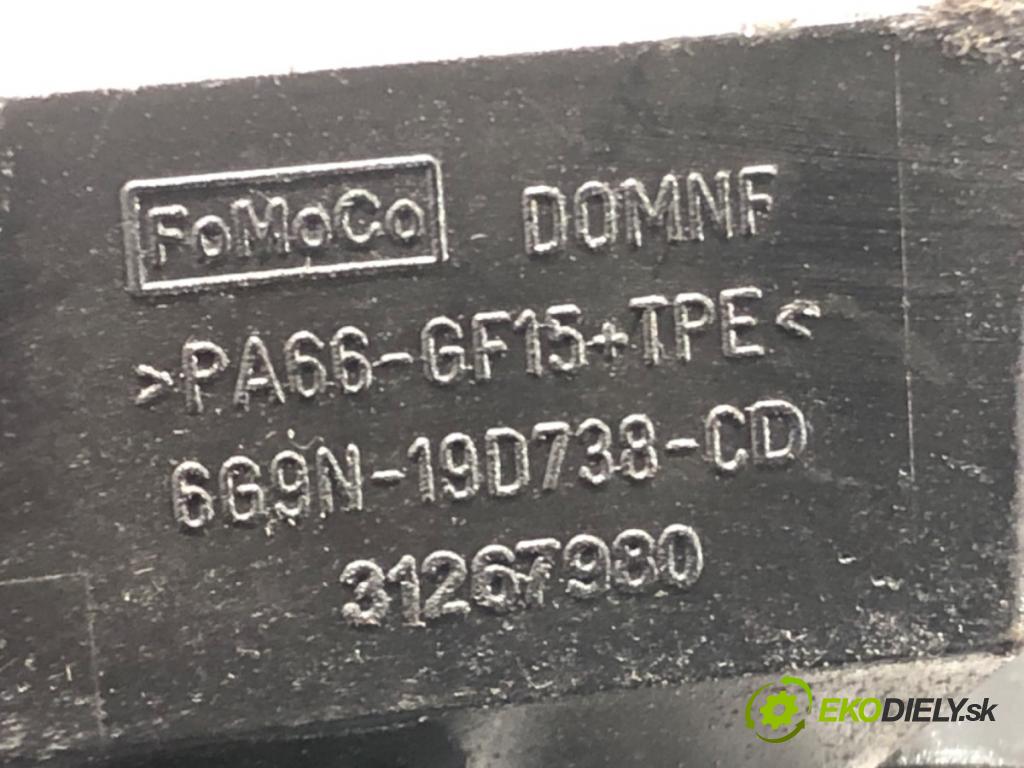 FoMoCo DOMNF
>PA66-GF15+TPE<
6G9N-19D738-CD
31267980
EKODIELY.sk